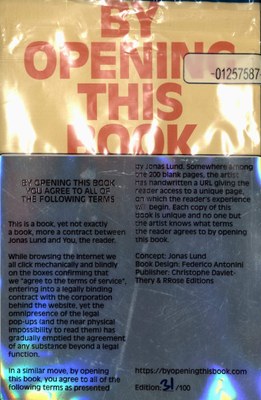 BY
OPENING
THIS
BOOK
-01257587-
BY OPENING THIS BOOK
YOU AGREE TO ALL OF
THE FOLLOWING TERMS
This is a book, yet not exactly
a book, more a contract between
Jonas Lund and You, the reader.
While browsing the internet we
all click mechanically and blindly
on the boxes confirming that
we "agree to the terms of service",
entering into a legally binding
contract with the corporation
behind the website, yet the
omnipresence of the legal
pop-ups (and the near physical
impossibility to read them) has
gradually emptied the agreement
of any substance beyond a legal
function.
In a similar move, by opening
this book, you agree to all of the
following terms as presented
by Jonas Lund. Somewhere among
the 200 blank pages, the artist
has handwritten a URL giving the
reader access to a unique page,
on which the reader's experience
will begin. Each copy of this
book is unique and no one but
the artist knows what terms
the reader agrees to by opening
this book.
Concept: Jonas Lund
Book Design: Federico Antonini
Publisher: Christophe Daviet-
Thery & RRose Editions
https://byopeningthisbook.com
Edition 31/100